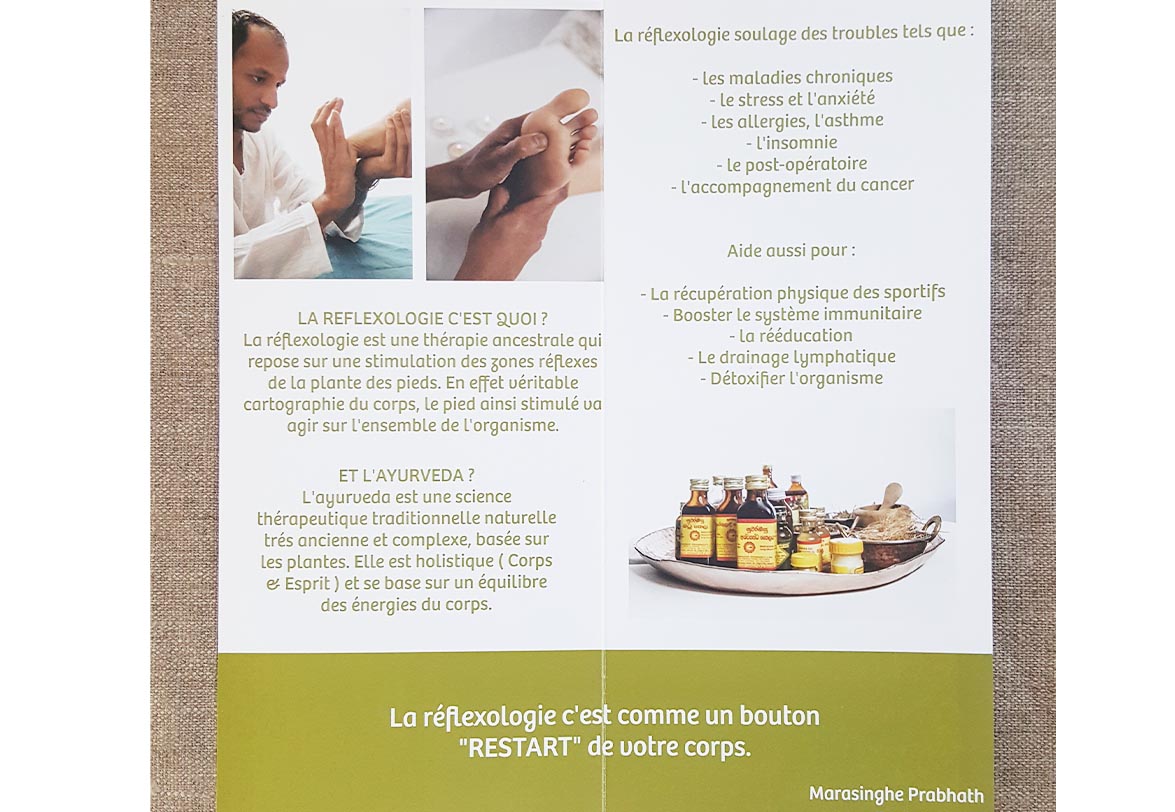 LA REFLEXOLOGIE C'EST QUOI ?
La réflexologie est une thérapie ancestrale qui
repose sur une stimulation des zones réflexes
de la plante des pieds. En effet véritable
cartographie du corps, le pied ainsi stimulé va
agir sur l'ensemble de l'organisme.
ET L'AYURVEDA ?
L'ayurveda est une science
thérapeutique traditionnelle naturelle
trés ancienne et complexe, basée sur
les plantes. Elle est holistique ( Corps
& Esprit ) et se base sur un équilibre
des énergies du corps.
La réflexologie soulage des troubles tels que :
- les maladies chroniques
- le stress et l'anxiété
- les allergies, l'asthme
- l'insomnie
- le post-opératoire
- l'accompagnement du cancer
Aide aussi pour :
- La récupération physique des sportifs
- Booster le système immunitaire
- la rééducation
- Le drainage lymphatique
- Détoxifier l'organisme
La réflexologie c'est comme un bouton
"RESTART" de votre corps.
Marasinghe Prabhath